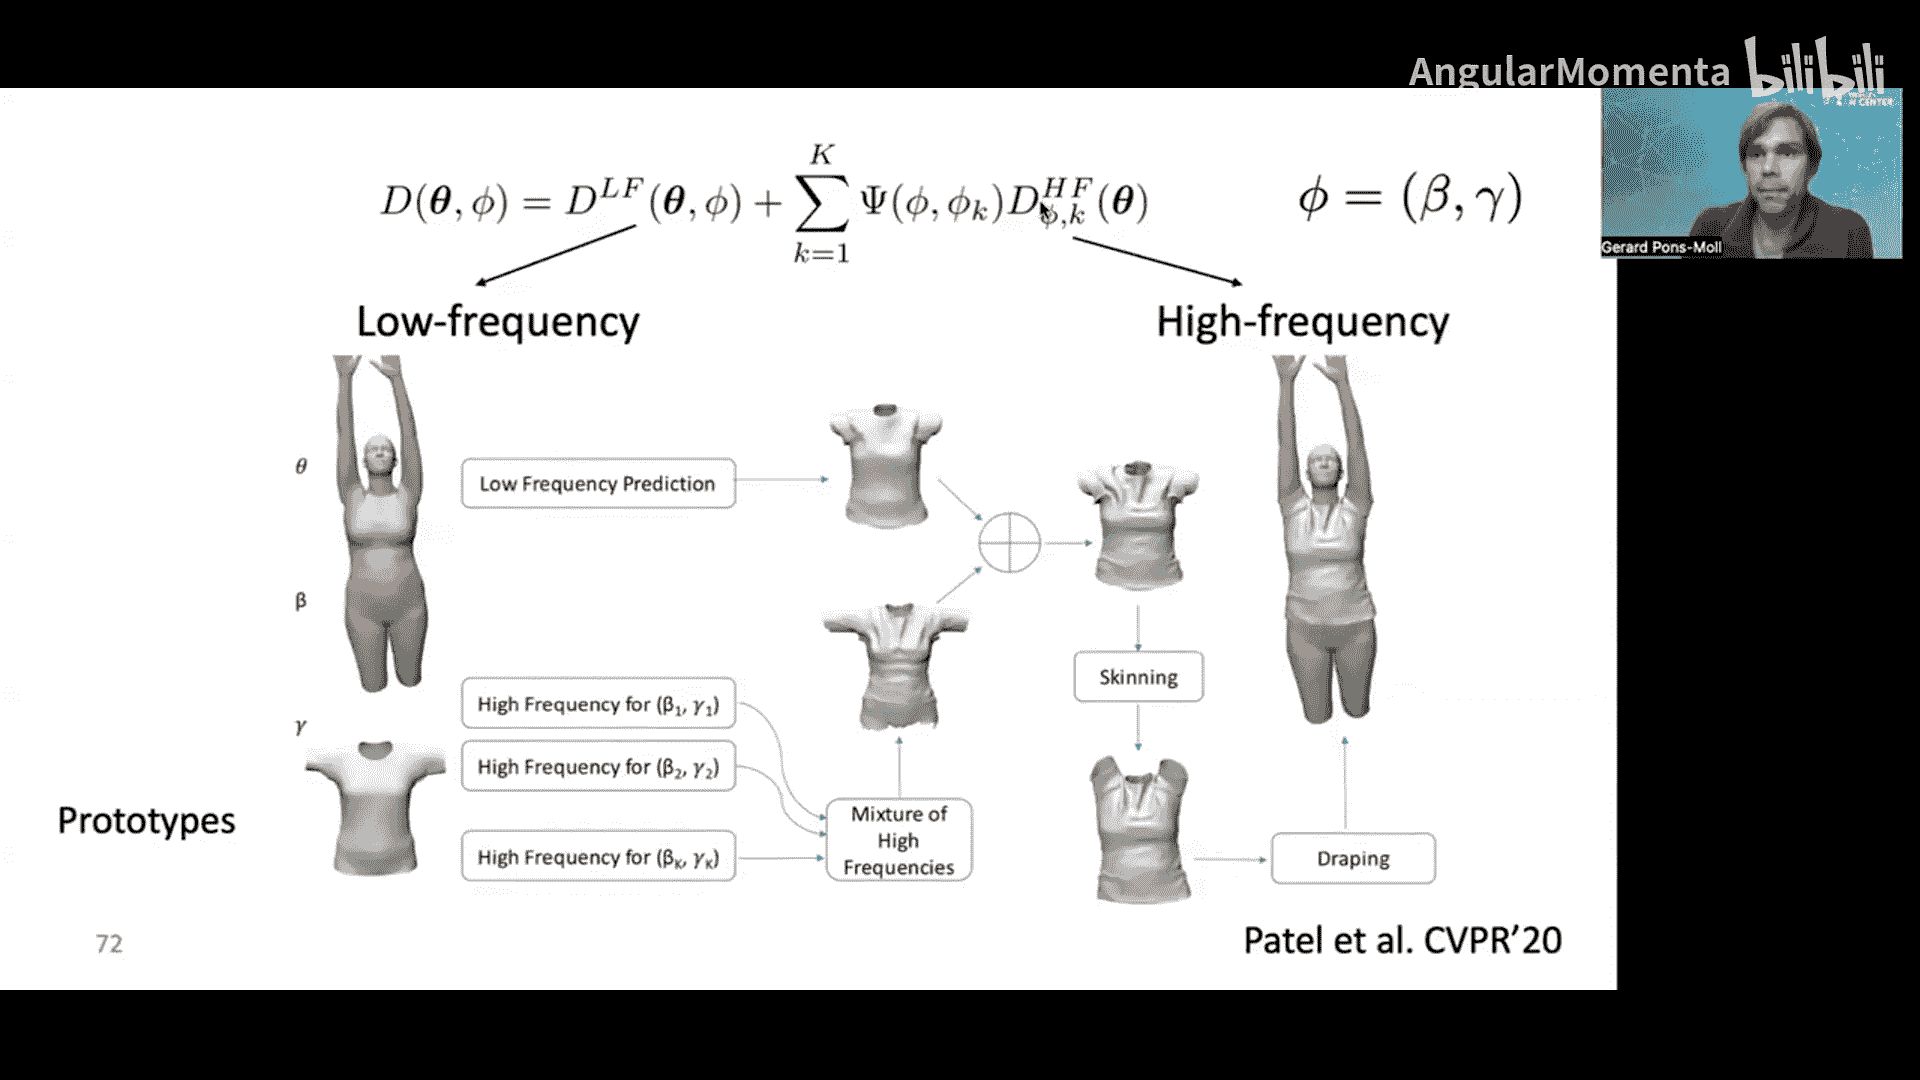 AngularMomenta bilibili
Gerard Pons-Moll
D(θ, ϕ) = D^{LF}(θ, ϕ) + \sum_{k=1}^{K} Ψ(ϕ, ϕ_k) D^{HF}_{ϕ,k}(θ)
ϕ = (β, γ)
Low-frequency
High-frequency
θ
Low Frequency Prediction
β
γ
High Frequency for (β₁, γ₁)
High Frequency for (β₂, γ₂)
High Frequency for (βₖ, γₖ)
Mixture of
High
Frequencies
Skinning
Draping
Prototypes
72
Patel et al. CVPR’20